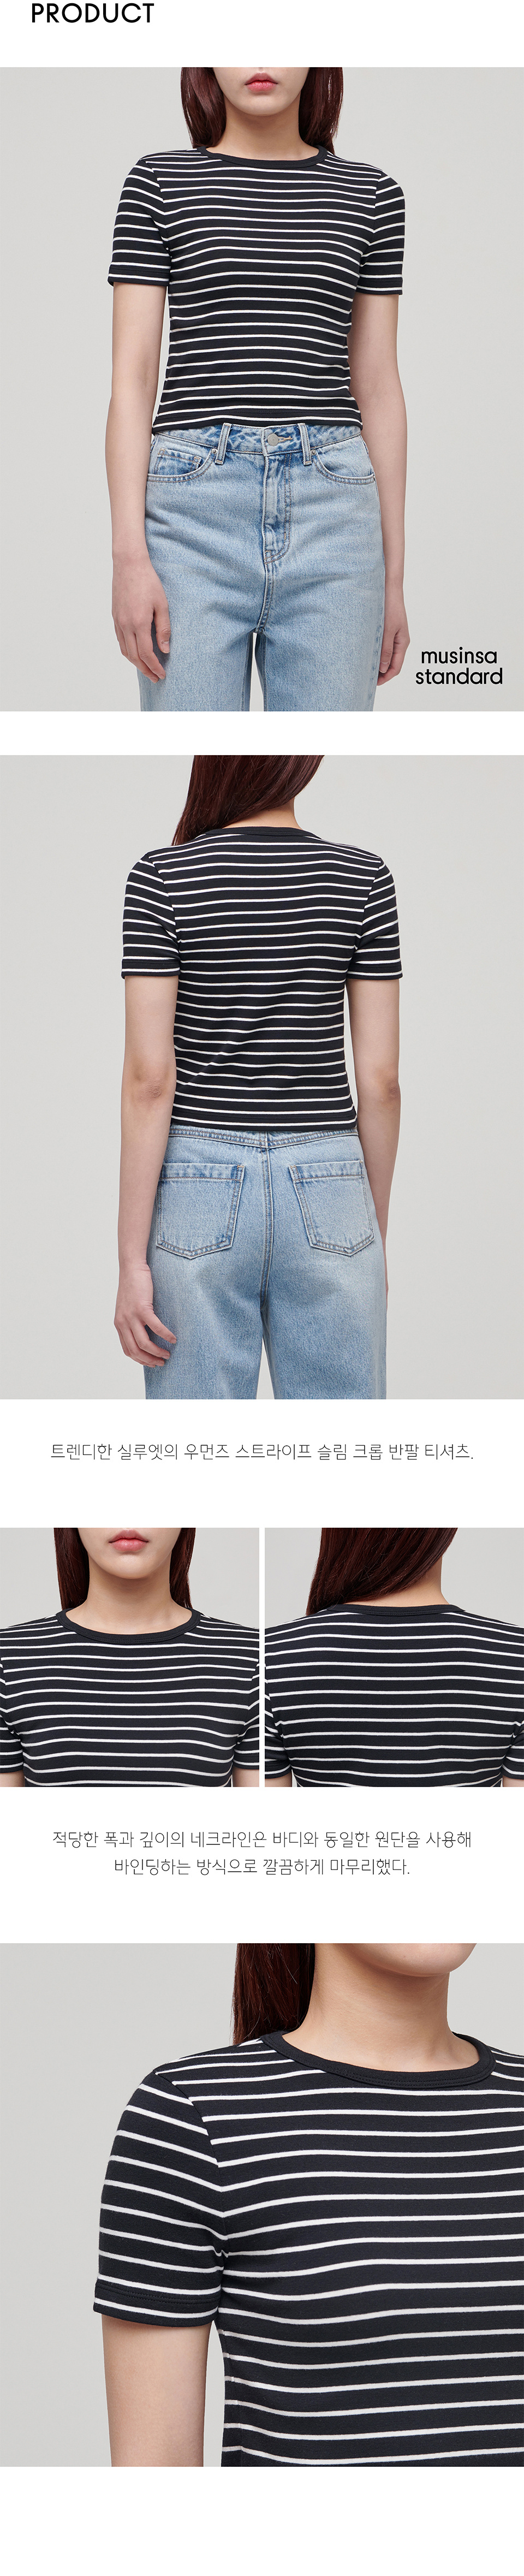 PRODUCT
musinsa
standard
트렌디한 실루엣의 우먼즈 스트라이프 슬림 크롭 반팔 티셔츠.
적당한 폭과 깊이의 네크라인은 바디와 동일한 원단을 사용해
바인딩하는 방식으로 깔끔하게 마무리했다.